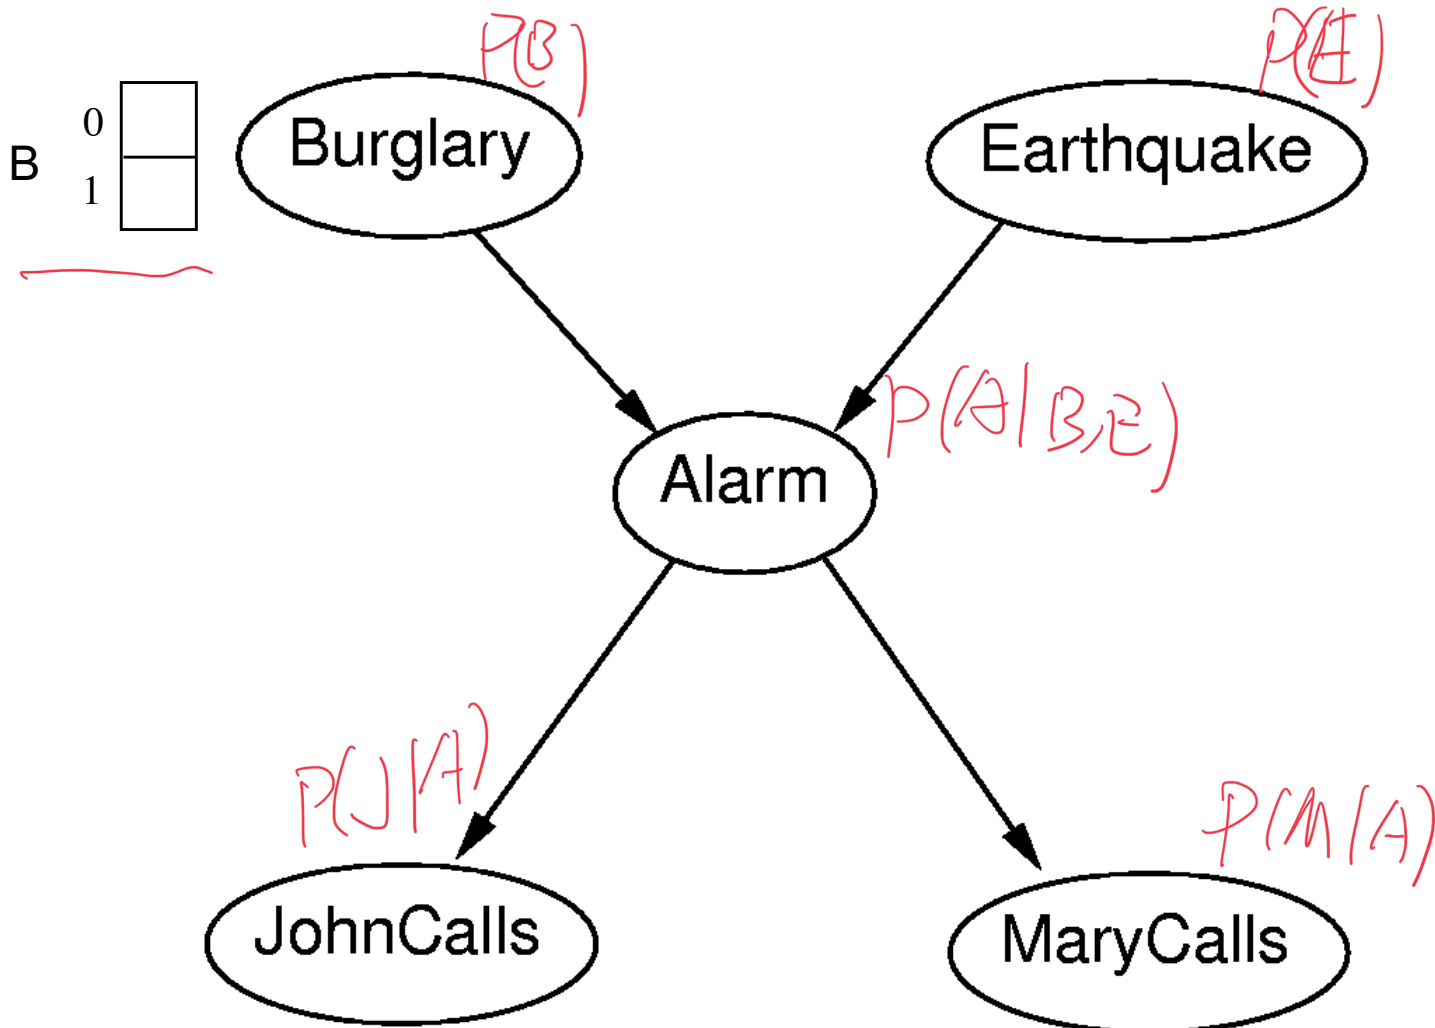 P(B)
P(E)
0
B
1
Burglary
Earthquake
P(A|B,E)
Alarm
P(J|A)
P(M|A)
JohnCalls
MaryCalls